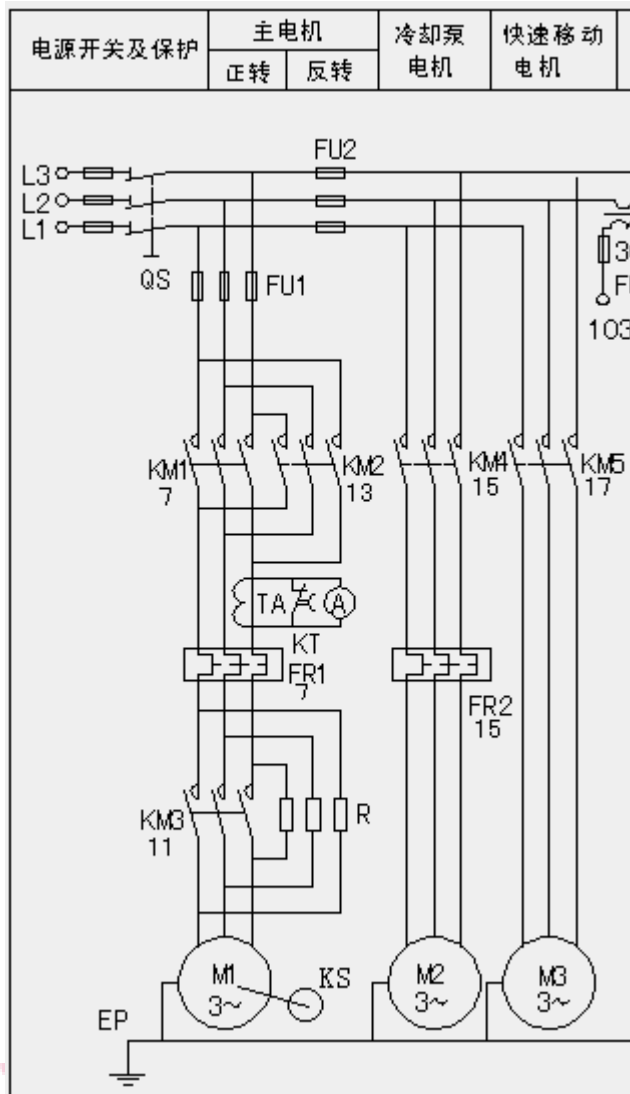 电源开关及保护
主电机
正转
反转
冷却泵
电机
快速移动
电机
FU2
L3
L2
L1
QS
FU1
103
KM1
7
KM2
13
KM4
15
KM5
17
TA
A
KT
FR1
7
FR2
15
KM3
11
R
M1
3~
KS
M2
3~
M3
3~
EP